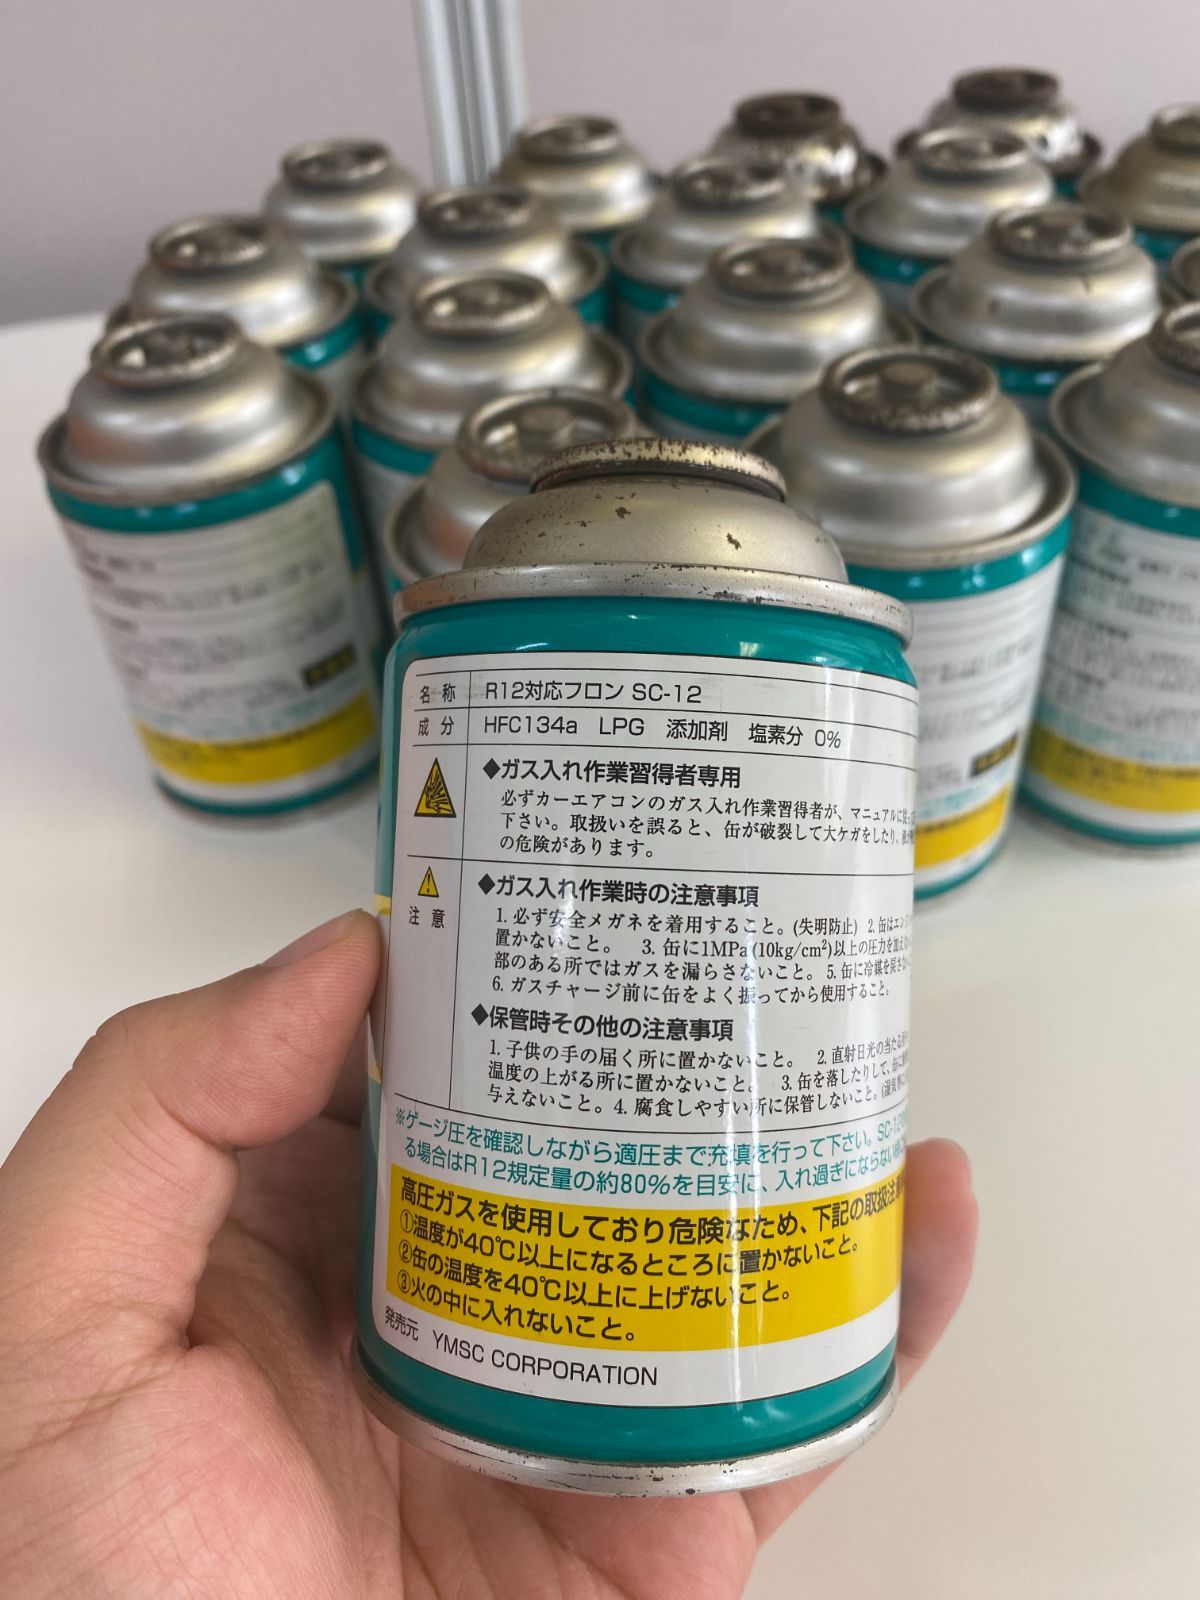 名 称 R12対応フロン SC-12
成 分 HFC134a LPG 添加剤 塩素分 0%
◆ガス入れ作業習得者専用
必ずカーエアコンのガス入れ作業習得者が、マニュアルに
下さい。取扱いを誤ると、缶が破裂して大ケガをしたり、
の危険があります。
注 意
◆ガス入れ作業時の注意事項
1. 必ず安全メガネを着用すること。(失明防止) 2. 缶はエンジ
置かないこと。 3. 缶に1MPa(10kg/cm²)以上の圧力を加え
部のある所ではガスを漏らさないこと。 5. 缶に冷媒を戻さ
6. ガスチャージ前に缶をよく振ってから使用すること。
◆保管時その他の注意事項
1. 子供の手の届く所に置かないこと。 2. 直射日光の当たる所
温度の上がる所に置かないこと。 3. 缶を落したりして、缶に
与えないこと。4. 腐食しやすい所に保管しないこと。(湿気
※ゲージ圧を確認しながら適圧まで充填を行って下さい。SC-12
る場合はR12規定量の約80%を目安に、入れ過ぎにならない
高圧ガスを使用しており危険なため、下記の取扱注
①温度が40℃以上になるところに置かないこと。
②缶の温度を40℃以上に上げないこと。
③火の中に入れないこと。
発売元 YMSC CORPORATION